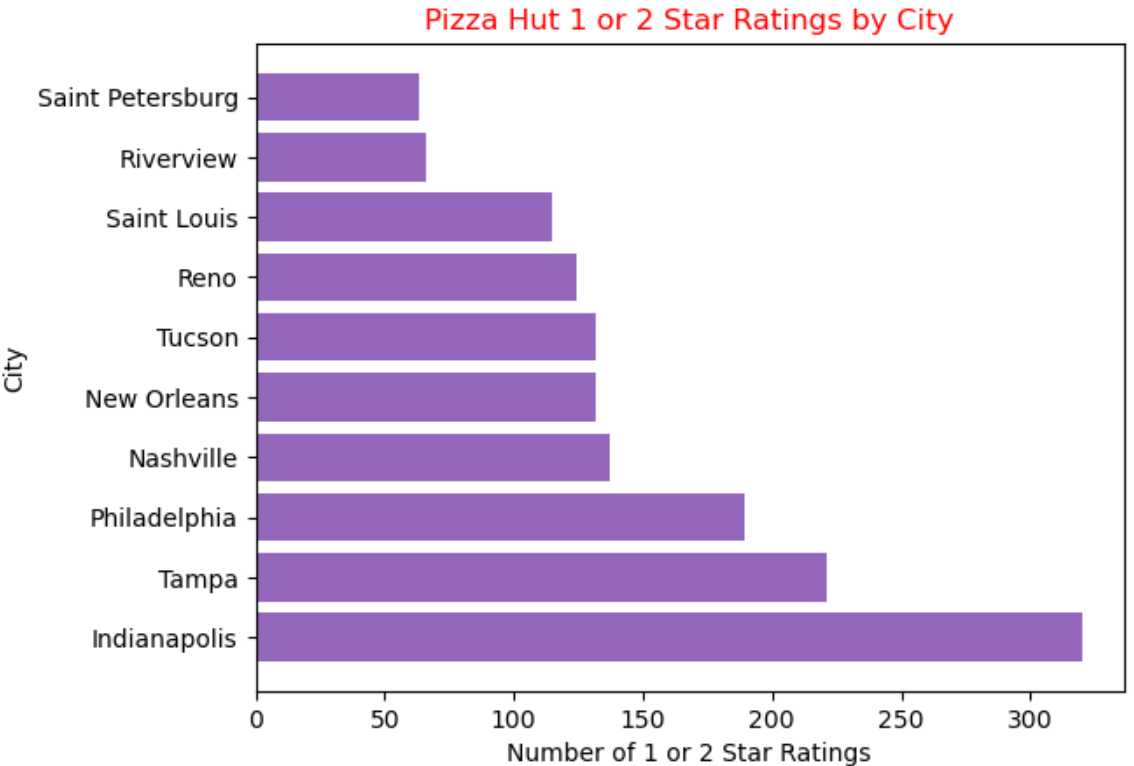 Pizza Hut 1 or 2 Star Ratings by City
City
Saint Petersburg
Riverview
Saint Louis
Reno
Tucson
New Orleans
Nashville
Philadelphia
Tampa
Indianapolis
0 50 100 150 200 250 300
Number of 1 or 2 Star Ratings